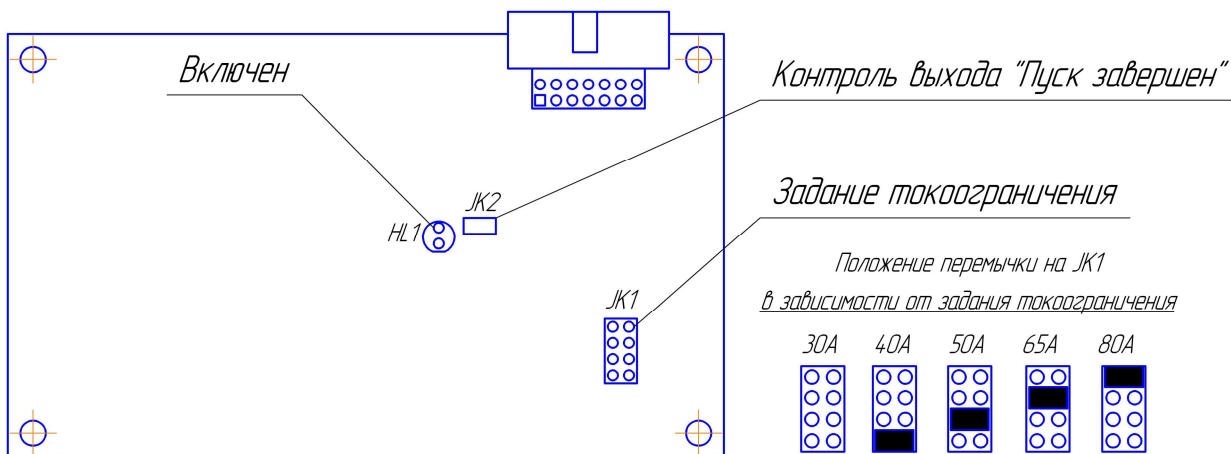 Включен
Контроль выхода "Пуск завершен"
Задание токоограничения
JK2
HL1
JK1
Положение перемычки на JK1
в зависимости от задания токоограничения
30А 40А 50А 65А 80А